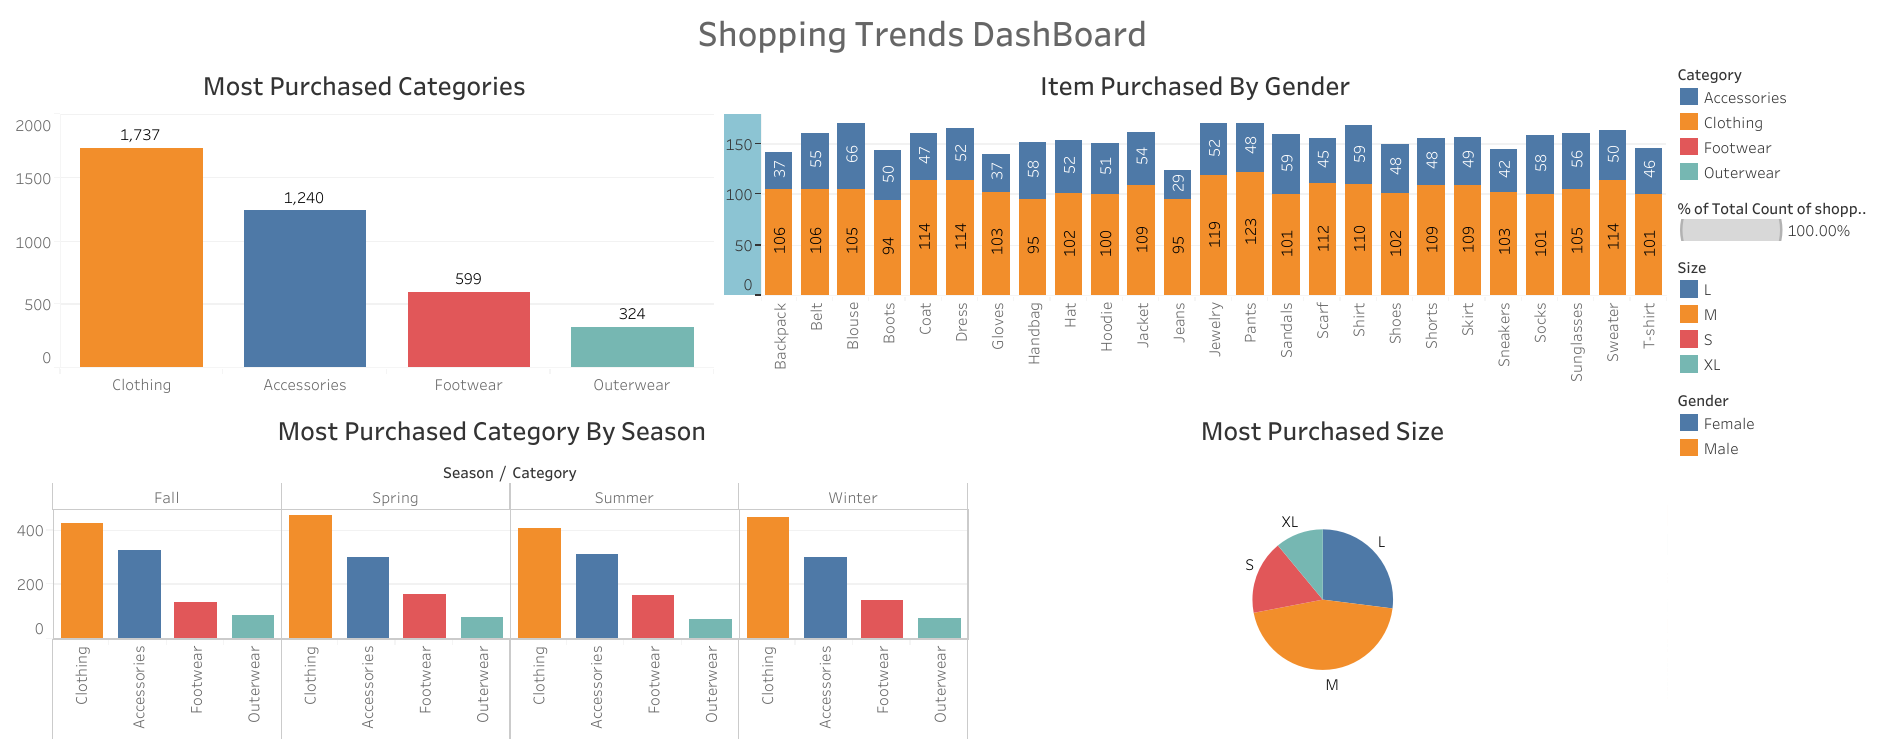 Shopping Trends DashBoard
Most Purchased Categories
2000
1500
1000
500
0
1,737
1,240
599
324
Clothing
Accessories
Footwear
Outerwear
Item Purchased By Gender
150
100
50
0
37 55 66 50 47 52 37 58 52 51 54 29 52 48 59 45 59 48 48 49 42 58 56 50 46
106 106 105 94 114 114 103 95 102 100 109 95 119 123 101 112 110 102 109 109 103 101 105 114 101
Backpack
Belt
Blouse
Boots
Coat
Dress
Gloves
Handbag
Hat
Hoodie
Jacket
Jeans
Jewelry
Pants
Sandals
Scarf
Shirt
Shoes
Shorts
Skirt
Sneakers
Socks
Sunglasses
Sweater
T-shirt
Category
Accessories
Clothing
Footwear
Outerwear
% of Total Count of shopp..
100.00%
Size
L
M
S
XL
Gender
Female
Male
Most Purchased Category By Season
Season / Category
Fall
Spring
Summer
Winter
400
200
0
Clothing
Accessories
Footwear
Outerwear
Clothing
Accessories
Footwear
Outerwear
Clothing
Accessories
Footwear
Outerwear
Clothing
Accessories
Footwear
Outerwear
Most Purchased Size
XL
L
S
M